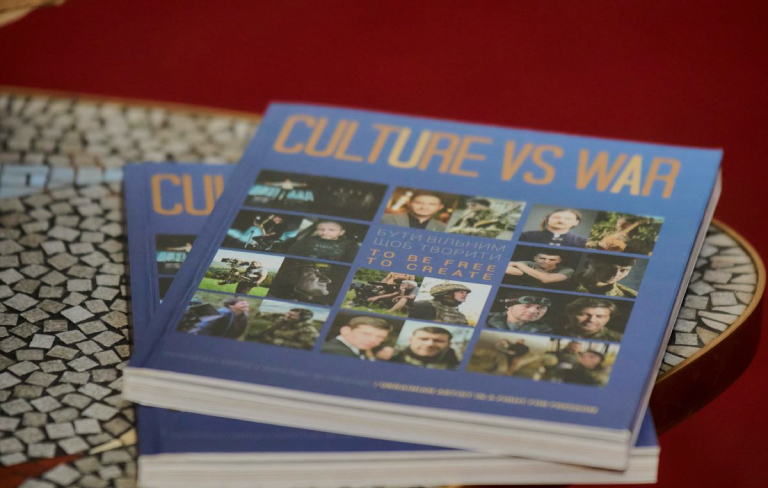 CULTURE VS WAR
БУТИ ВІЛЬНИМ
ЩОБ ТВОРИТИ
TO BE FREE
TO CREATE
CU